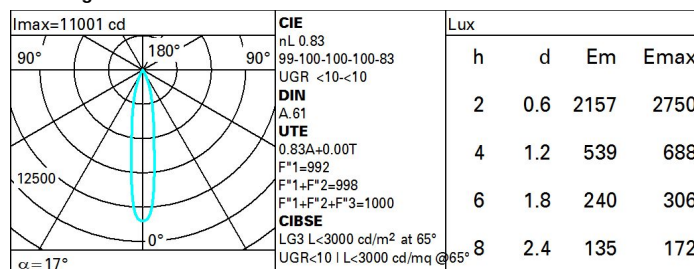 Imax=11001 cd
90° 180° 90°
12500
0°
α=17°
CIE
nL 0.83
99-100-100-100-83
UGR <10-<10
DIN
A.61
UTE
0.83A+0.00T
F"1=992
F"1+F"2=998
F"1+F"2+F"3=1000
CIBSE
LG3 L<3000 cd/m² at 65°
UGR<10 | L<3000 cd/mq @65°
Lux
h d Em Emax
2 0.6 2157 2750
4 1.2 539 688
6 1.8 240 306
8 2.4 135 172